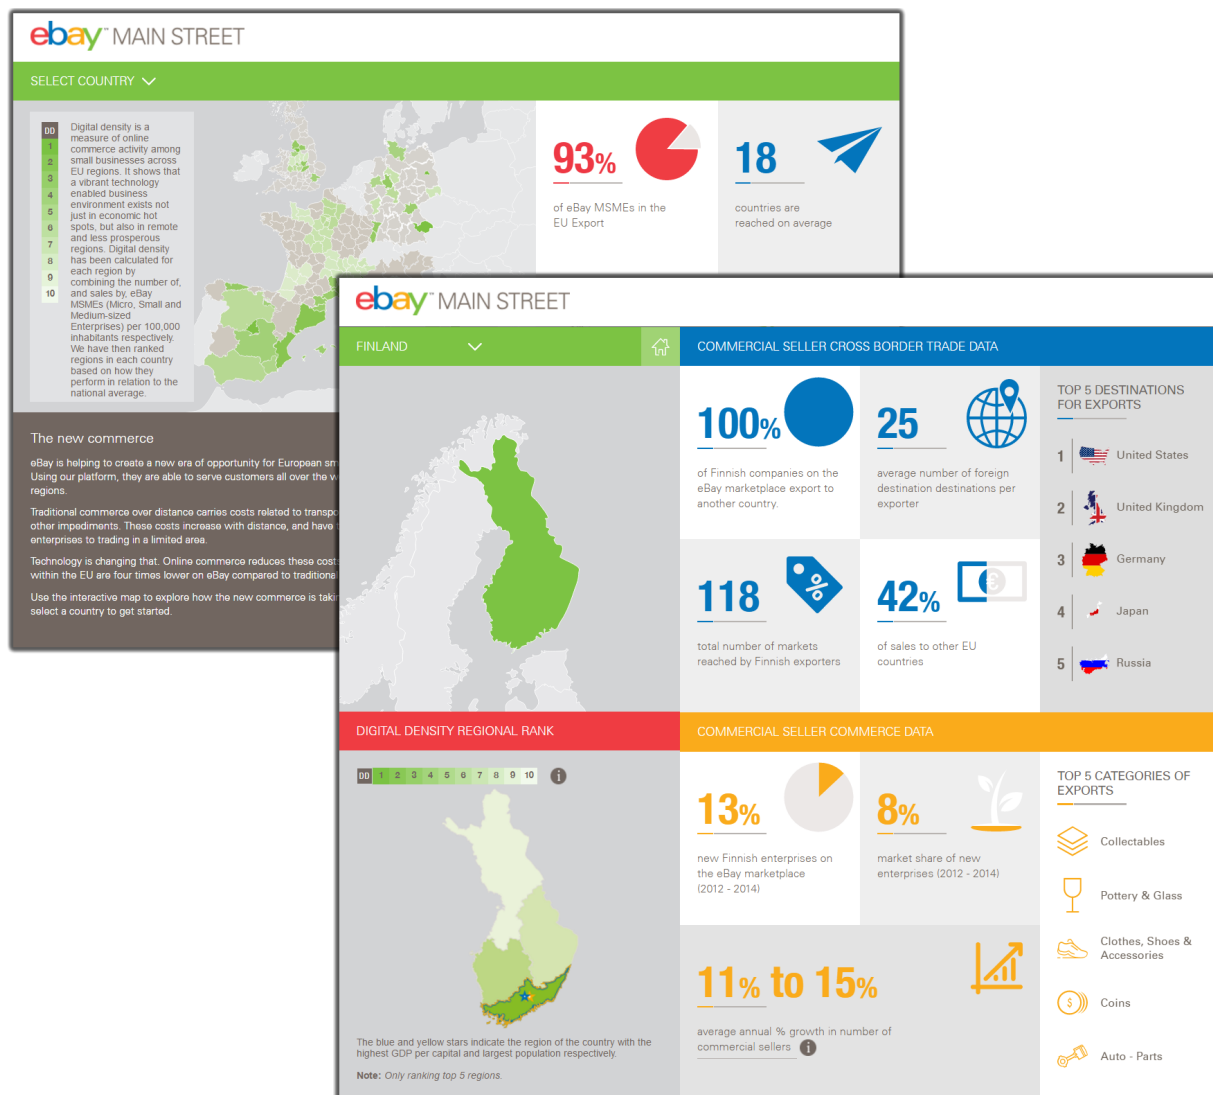 ebay™ MAIN STREET
SELECT COUNTRY
DD
1
2
3
4
5
6
7
8
9
10
Digital density is a
measure of online
commerce activity among
small businesses across
EU regions. It shows that
a vibrant technology
enabled business
environment exists not
just in economic hot
spots, but also in remote
and less prosperous
regions. Digital density
has been calculated for
each region by
combining the number of,
and sales by, eBay
MSMEs (Micro, Small and
Medium-sized
Enterprises) per 100,000
inhabitants respectively.
We have then ranked
regions in each country
based on how they
perform in relation to the
national average.
93%
of eBay MSMEs in the
EU Export
18
countries are
reached on average
The new commerce
eBay is helping to create a new era of opportunity for European sm
Using our platform, they are able to serve customers all over the w
regions.
Traditional commerce over distance carries costs related to transpo
other impediments. These costs increase with distance, and have
enterprises to trading in a limited area.
Technology is changing that. Online commerce reduces these cost
within the EU are four times lower on eBay compared to traditional
Use the interactive map to explore how the new commerce is takin
select a country to get started.
ebay™ MAIN STREET
FINLAND
COMMERCIAL SELLER CROSS BORDER TRADE DATA
100%
of Finnish companies on the
eBay marketplace export to
another country.
25
average number of foreign
destination destinations per
exporter
118
%
total number of markets
reached by Finnish exporters
42%
€
of sales to other EU
countries
TOP 5 DESTINATIONS
FOR EXPORTS
1 United States
2 United Kingdom
3 Germany
4 Japan
5 Russia
DIGITAL DENSITY REGIONAL RANK
DD 1 2 3 4 5 6 7 8 9 10 i
The blue and yellow stars indicate the region of the country with the
highest GDP per capital and largest population respectively.
Note: Only ranking top 5 regions.
COMMERCIAL SELLER COMMERCE DATA
13%
new Finnish enterprises on
the eBay marketplace
(2012 - 2014)
8%
market share of new
enterprises (2012 - 2014)
11% to 15%
average annual % growth in number of
commercial sellers i
TOP 5 CATEGORIES OF
EXPORTS
Collectables
Pottery & Glass
Clothes, Shoes &
Accessories
$
Coins
Auto - Parts